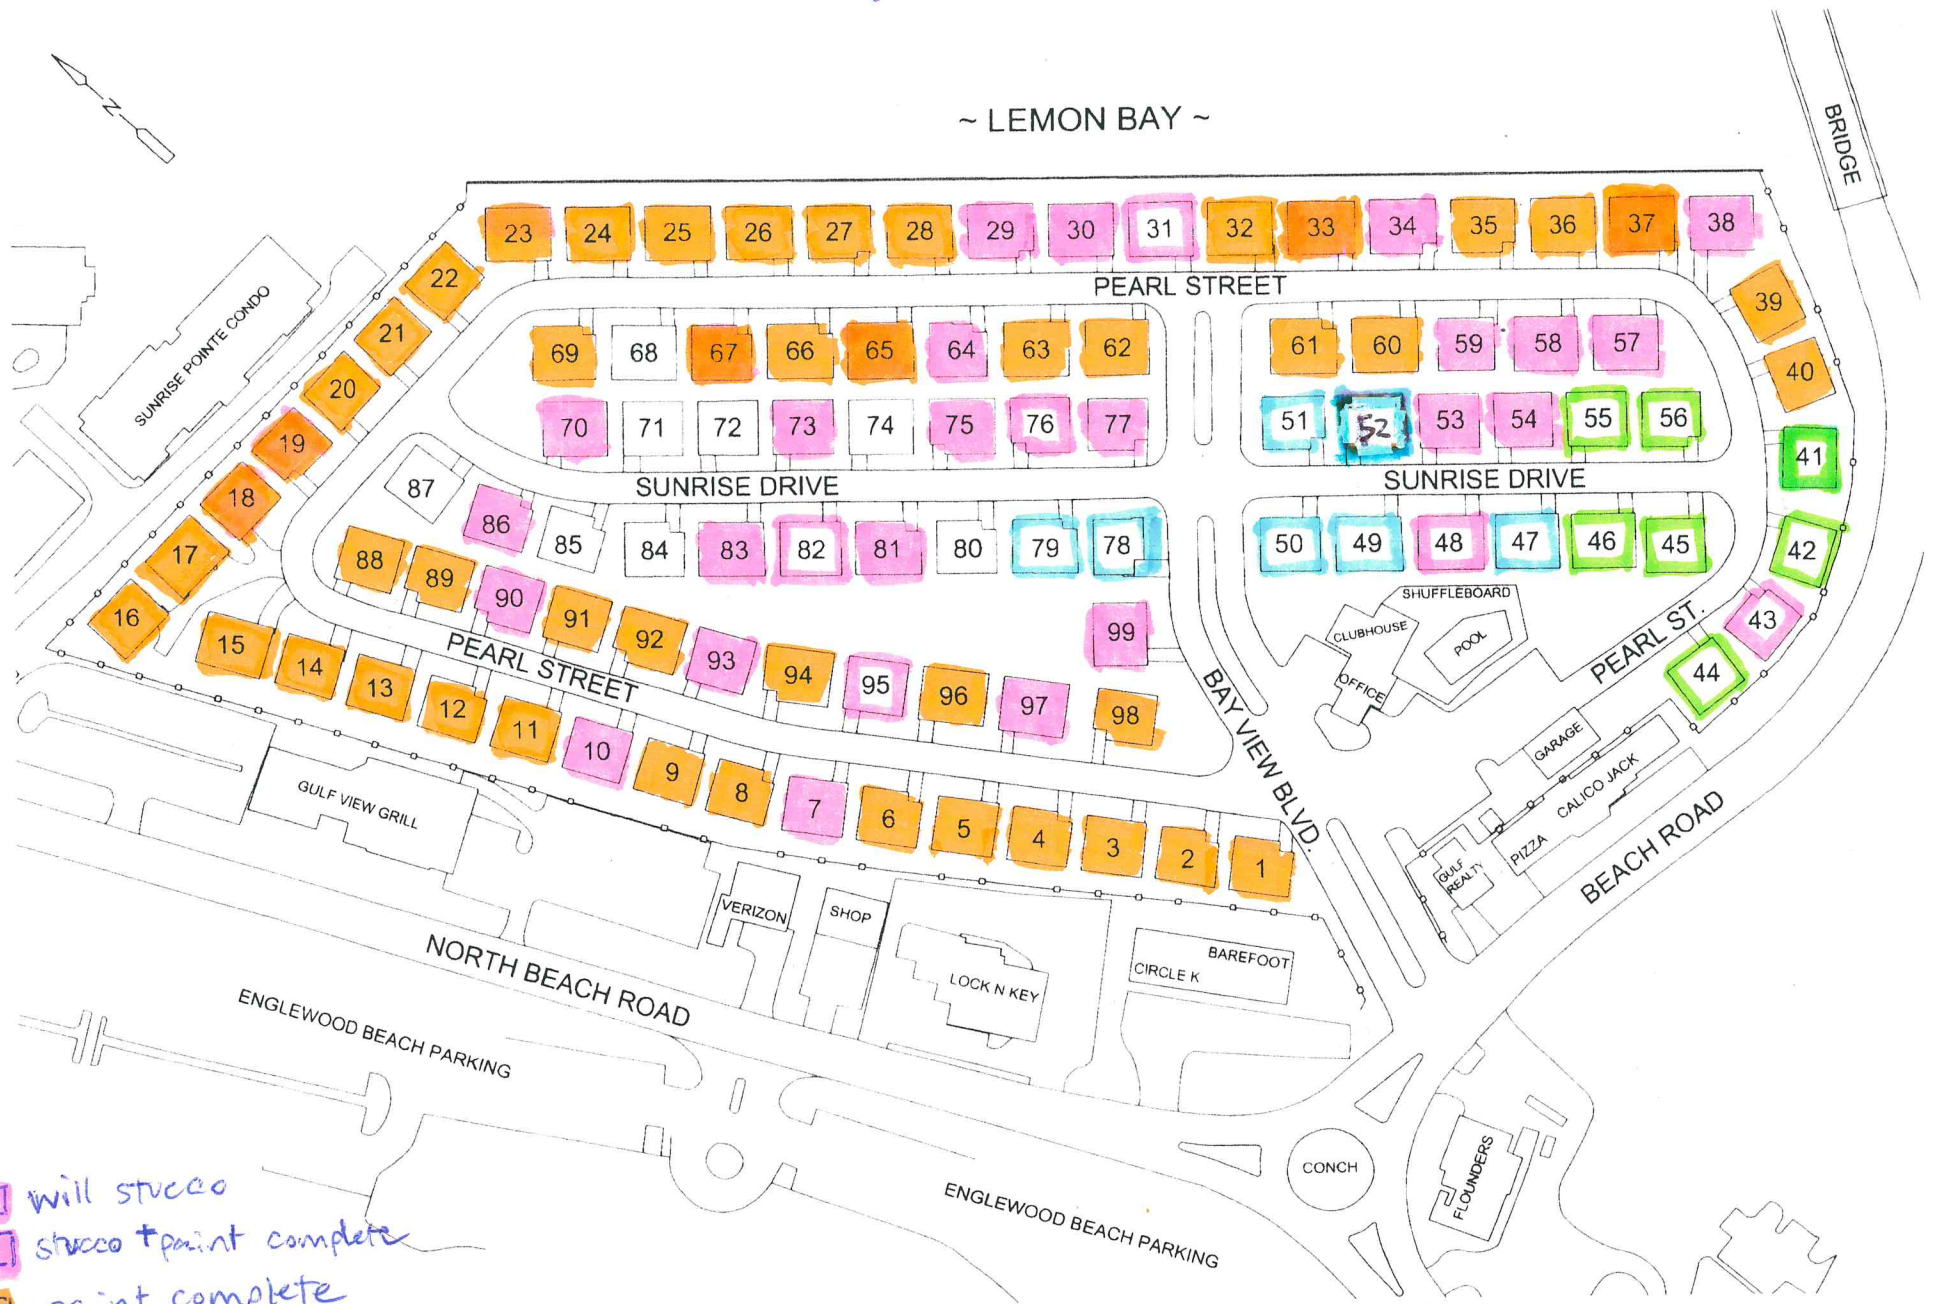 ~ LEMON BAY ~
BRIDGE
N
23 24 25 26 27 28 29 30 31 32 33 34 35 36 37 38
22
PEARL STREET
SUNRISE POINTE CONDO
21
39
69 68 67 66 65 64 63 62
61 60 59 58 57
40
20
70 71 72 73 74 75 76 77
51 52 53 54 55 56
19
41
SUNRISE DRIVE
SUNRISE DRIVE
87
18
86 85 84 83 82 81 80 79 78
50 49 48 47 46 45
42
17
88 89 90 91 92 93 94 95 96 97 98
99
SHUFFLEBOARD
CLUBHOUSE
POOL
OFFICE
43
PEARL ST.
44
16
PEARL STREET
15 14 13 12 11 10 9 8 7 6 5 4 3 2 1
BAY VIEW BLVD.
GARAGE
CALICO JACK
PIZZA
GULF
REALTY
BEACH ROAD
GULF VIEW GRILL
VERIZON
SHOP
LOCK N KEY
BAREFOOT
CIRCLE K
NORTH BEACH ROAD
ENGLEWOOD BEACH PARKING
CONCH
FLOUNDERS
ENGLEWOOD BEACH PARKING
will stucco
stucco + paint complete
paint complete